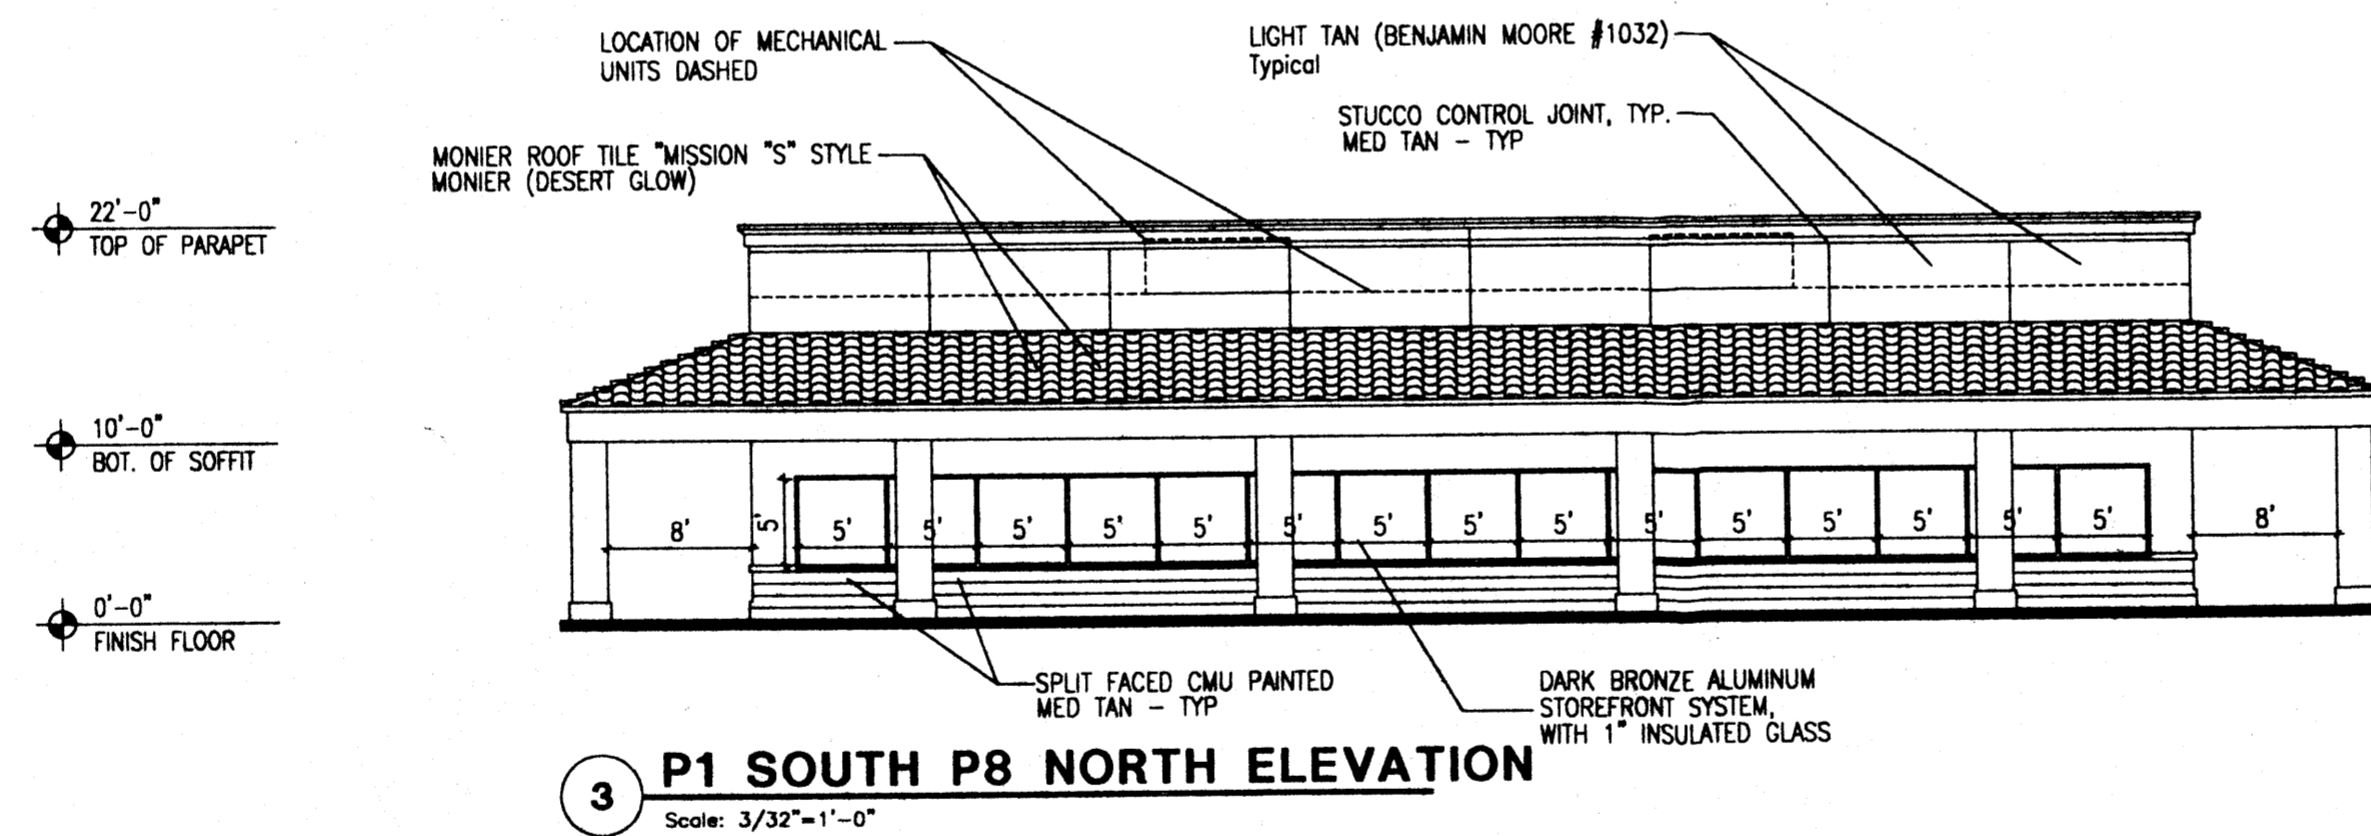 LOCATION OF MECHANICAL
UNITS DASHED
LIGHT TAN (BENJAMIN MOORE #1032)
Typical
STUCCO CONTROL JOINT, TYP.
MED TAN - TYP
MONIER ROOF TILE "MISSION "S" STYLE
MONIER (DESERT GLOW)
22'-0"
TOP OF PARAPET
10'-0"
BOT. OF SOFFIT
8' 5' 5' 5' 5' 5' 5' 5' 5' 5' 5' 5' 5' 5' 5' 5' 5' 8'
0'-0"
FINISH FLOOR
SPLIT FACED CMU PAINTED
MED TAN - TYP
DARK BRONZE ALUMINUM
STOREFRONT SYSTEM,
WITH 1" INSULATED GLASS
3 P1 SOUTH P8 NORTH ELEVATION
Scale: 3/32"=1'-0"